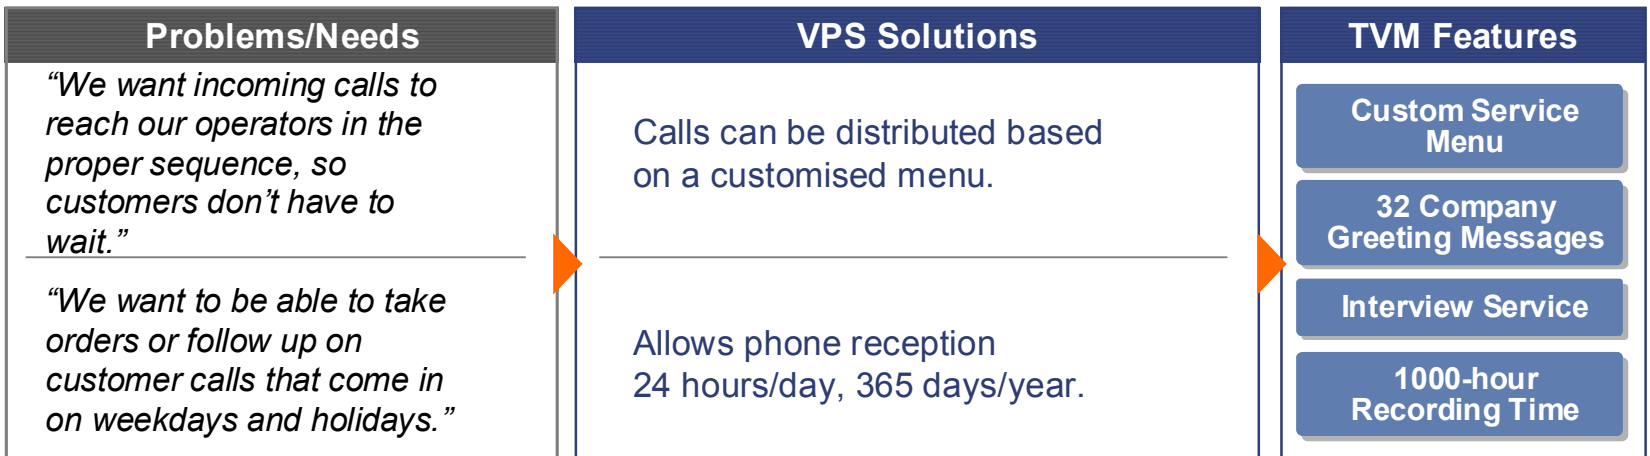 Problems/Needs
“We want incoming calls to
reach our operators in the
proper sequence, so
customers don’t have to
wait.”
“We want to be able to take
orders or follow up on
customer calls that come in
on weekdays and holidays.”
VPS Solutions
Calls can be distributed based
on a customised menu.
Allows phone reception
24 hours/day, 365 days/year.
TVM Features
Custom Service
Menu
32 Company
Greeting Messages
Interview Service
1000-hour
Recording Time